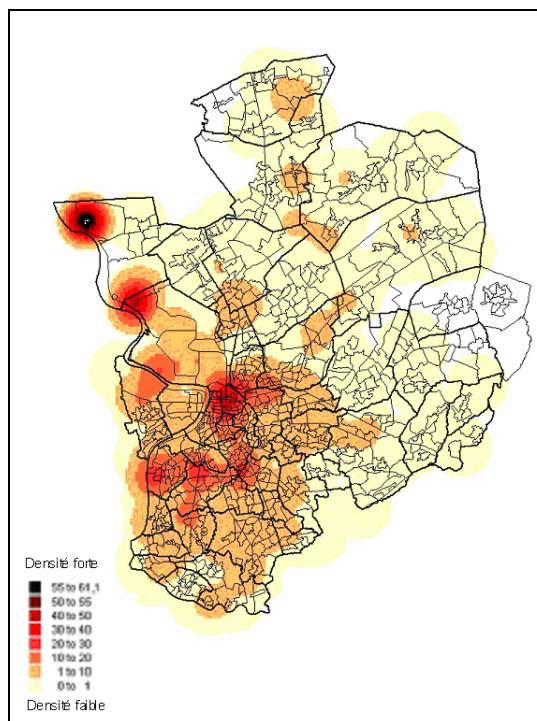 Densité forte
55 to 61,1
50 to 55
40 to 50
30 to 40
20 to 30
10 to 20
1 to 10
0 to 1
Densité faible